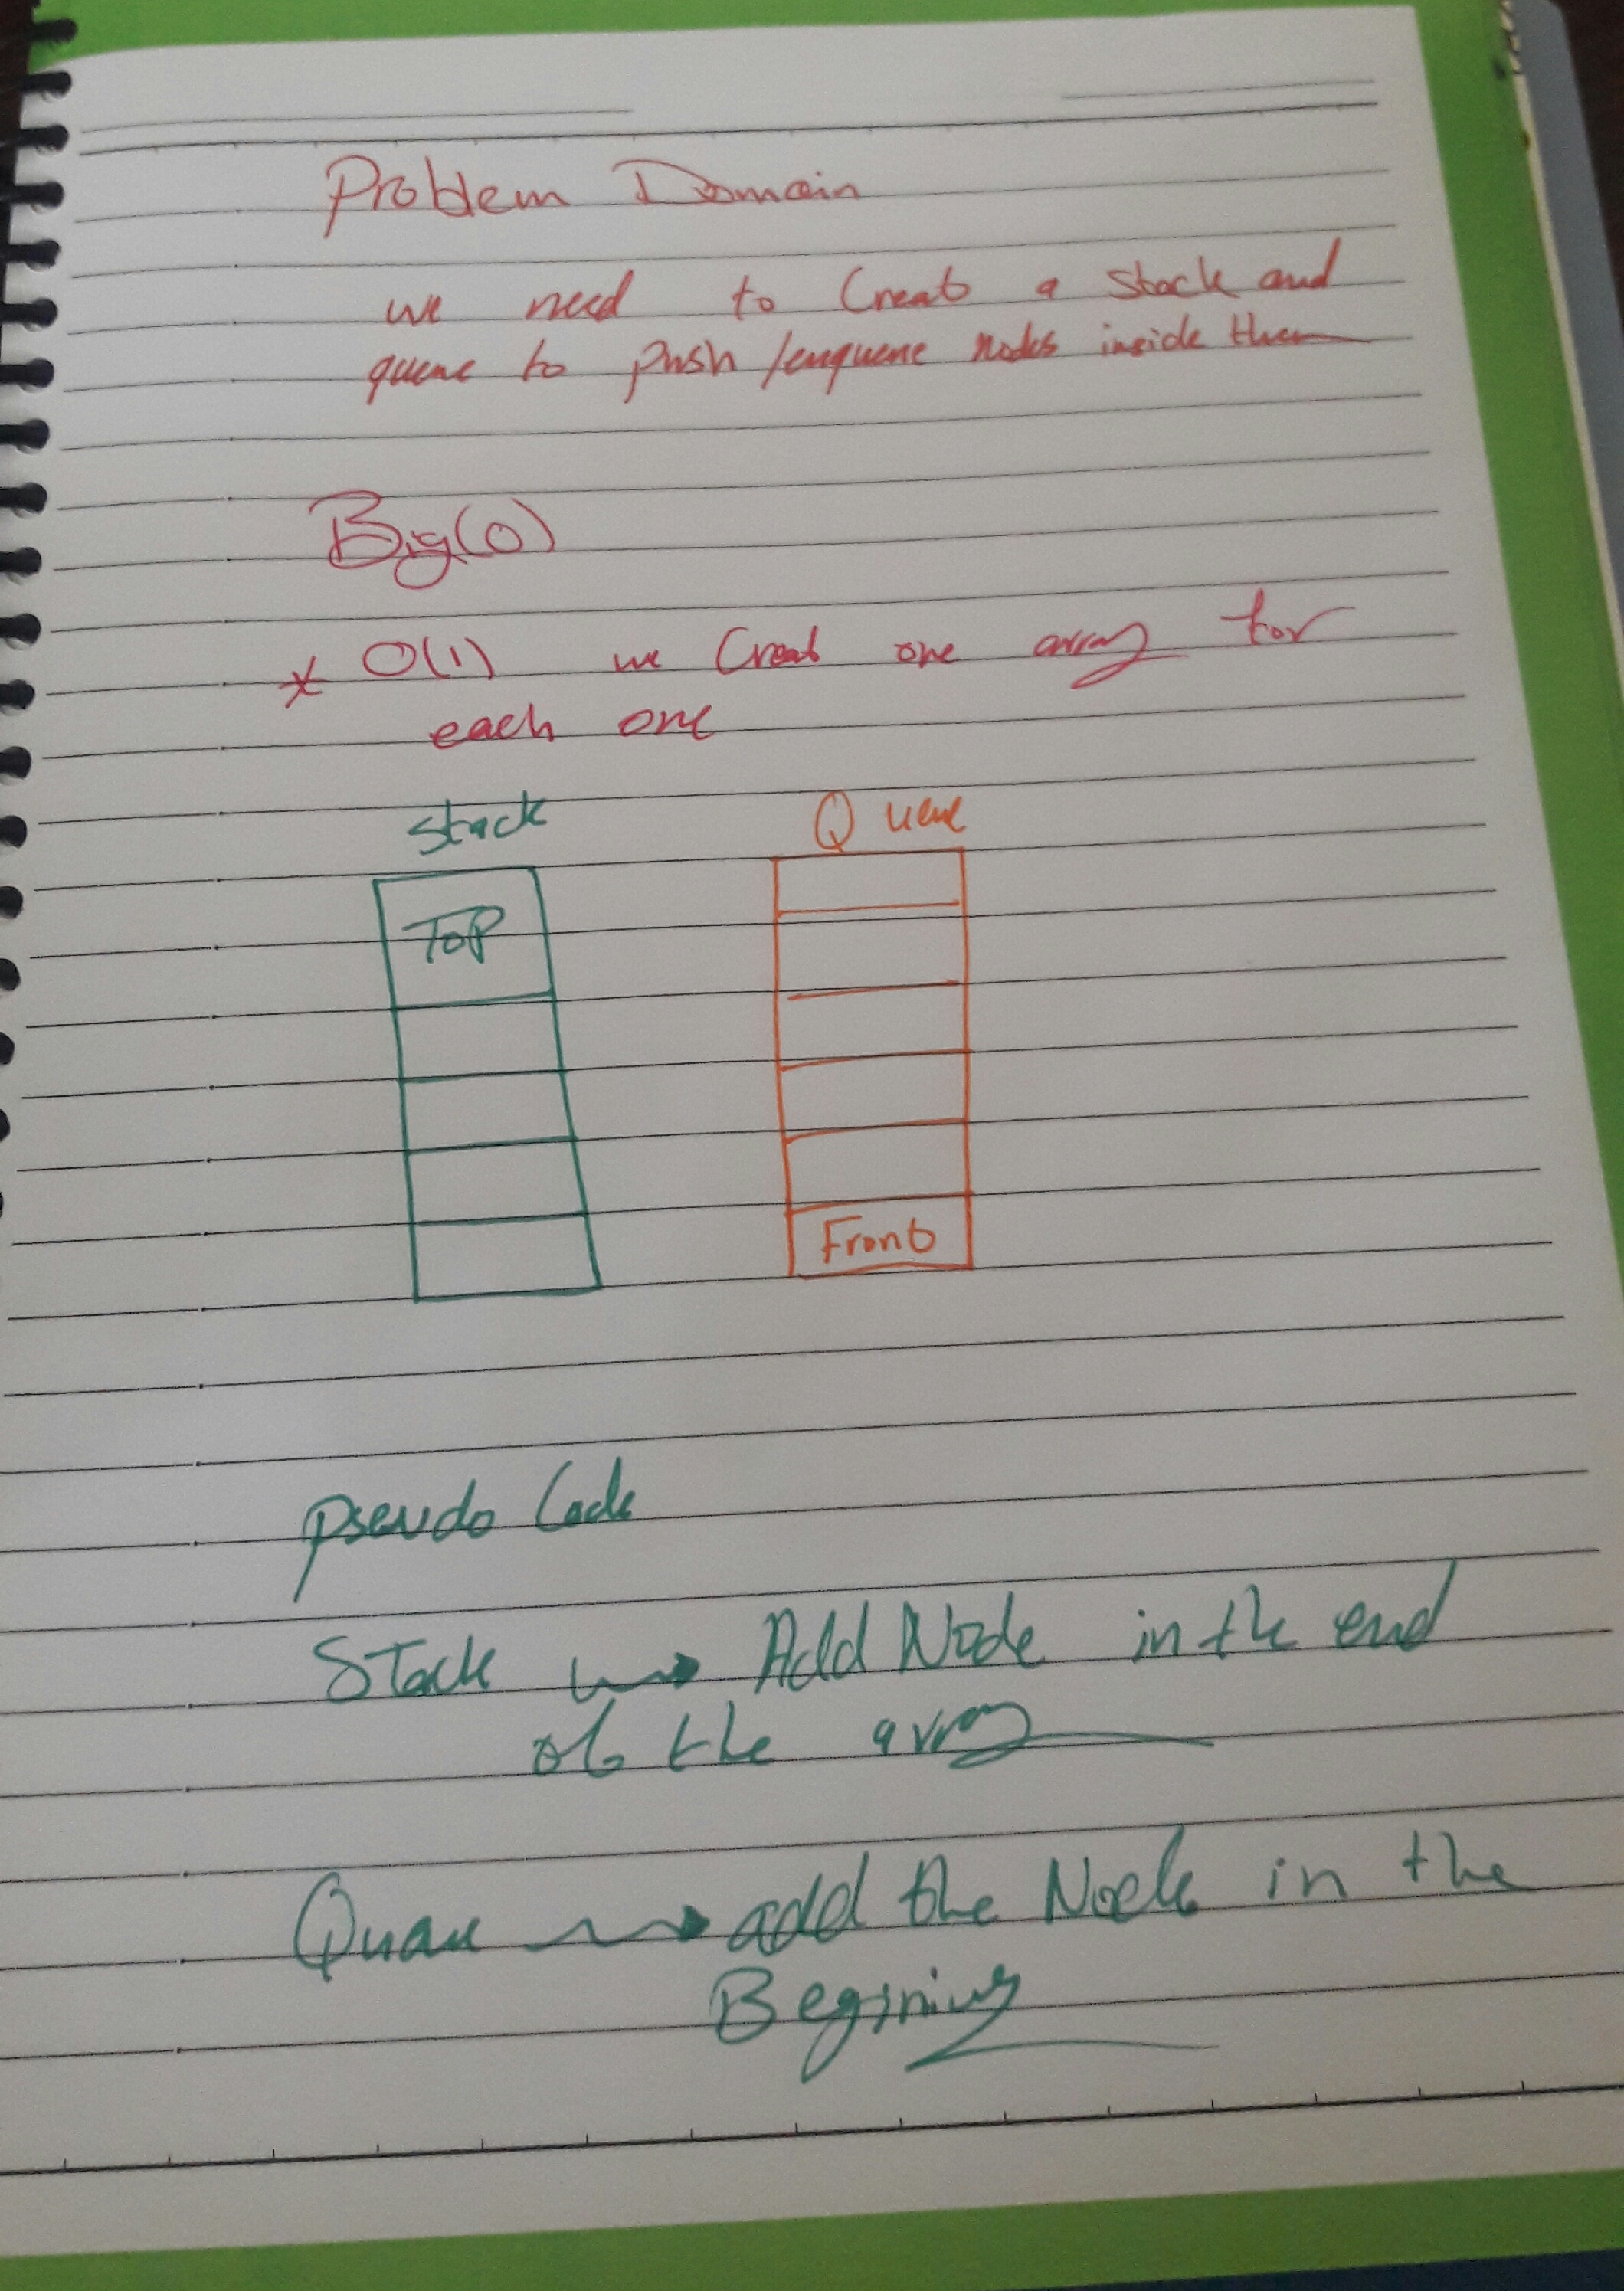 Problem Domain
we need to Creat a stack and
queue to push /enqueue nodes inside them
Big(O)
* O(1) we Creat one array for
each one
Stack Queue
ToP
Front
Pseudo Code
Stack → Add Node in the end
of the array
Queue → add the Node in the
Beginning